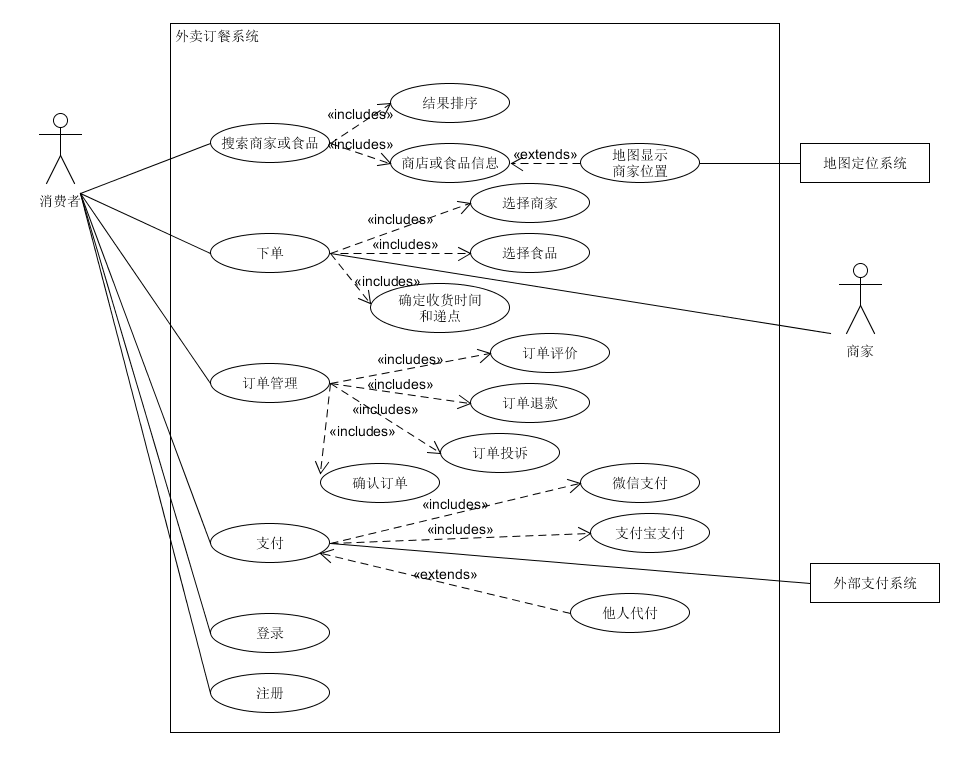 外卖订餐系统
结果排序
«includes»
搜索商家或食品
«includes»
商店或食品信息
«extends»
地图显示
商家位置
地图定位系统
消费者
选择商家
«includes»
下单
«includes»
选择食品
«includes»
确定收货时间
和递点
商家
订单评价
«includes»
订单管理
«includes»
订单退款
«includes»
«includes»
订单投诉
确认订单
微信支付
«includes»
支付
«includes»
支付宝支付
«extends»
外部支付系统
他人代付
登录
注册